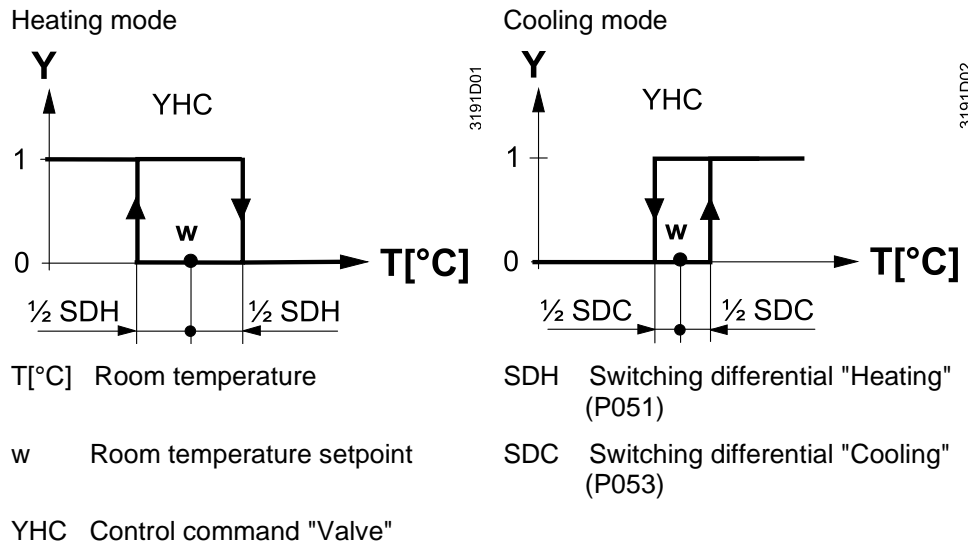 Heating mode
Y
YHC
3191D01
1
w
0
T[°C]
½ SDH
½ SDH
Cooling mode
Y
YHC
3191D02
1
w
0
T[°C]
½ SDC
½ SDC
T[°C] Room temperature
SDH Switching differential "Heating"
(P051)
w Room temperature setpoint
SDC Switching differential "Cooling"
(P053)
YHC Control command "Valve"